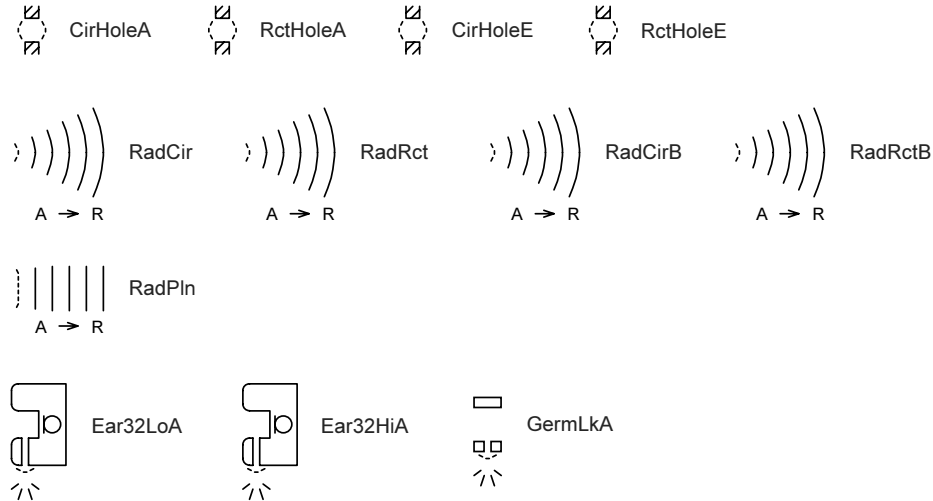 CirHoleA RctHoleA CirHoleE RctHoleE
RadCir RadRct RadCirB RadRctB
A → R A → R A → R A → R
RadPln
A → R
Ear32LoA Ear32HiA GermLkA